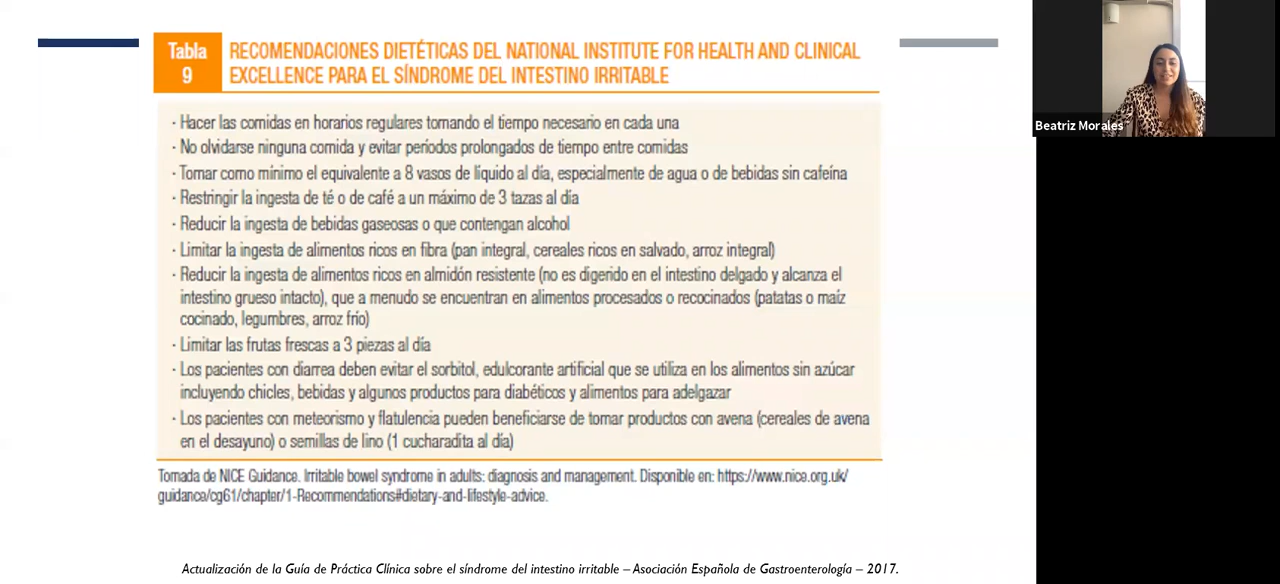 Tabla
9
RECOMENDACIONES DIETÉTICAS DEL NATIONAL INSTITUTE FOR HEALTH AND CLINICAL
EXCELLENCE PARA EL SÍNDROME DEL INTESTINO IRRITABLE
· Hacer las comidas en horarios regulares tomando el tiempo necesario en cada una
· No olvidarse ninguna comida y evitar periodos prolongados de tiempo entre comidas
· Tomar como mínimo el equivalente a 8 vasos de líquido al día, especialmente de agua o de bebidas sin cafeína
· Restringir la ingesta de té o de café a un máximo de 3 tazas al día
· Reducir la ingesta de bebidas gaseosas o que contengan alcohol
· Limitar la ingesta de alimentos ricos en fibra (pan integral, cereales ricos en salvado, arroz integral)
· Reducir la ingesta de alimentos ricos en almidón resistente (no es digerido en el intestino delgado y alcanza el
intestino grueso intacto), que a menudo se encuentran en alimentos procesados o recocinados (patatas o maíz
cocinado, legumbres, arroz frío)
· Limitar las frutas frescas a 3 piezas al día
· Los pacientes con diarrea deben evitar el sorbitol, edulcorante artificial que se utiliza en los alimentos sin azúcar
incluyendo chicles, bebidas y algunos productos para diabéticos y alimentos para adelgazar
· Los pacientes con meteorismo y flatulencia pueden beneficiarse de tomar productos con avena (cereales de avena
en el desayuno) o semillas de lino (1 cucharadita al día)
Tomada de NICE Guidance. Irritable bowel syndrome in adults: diagnosis and management. Disponible en: https://www.nice.org.uk/
guidance/cg61/chapter/1-Recommendations#dietary-and-lifestyle-advice.
Actualización de la Guía de Práctica Clínica sobre el síndrome del intestino irritable – Asociación Española de Gastroenterología – 2017.
Beatriz Morales